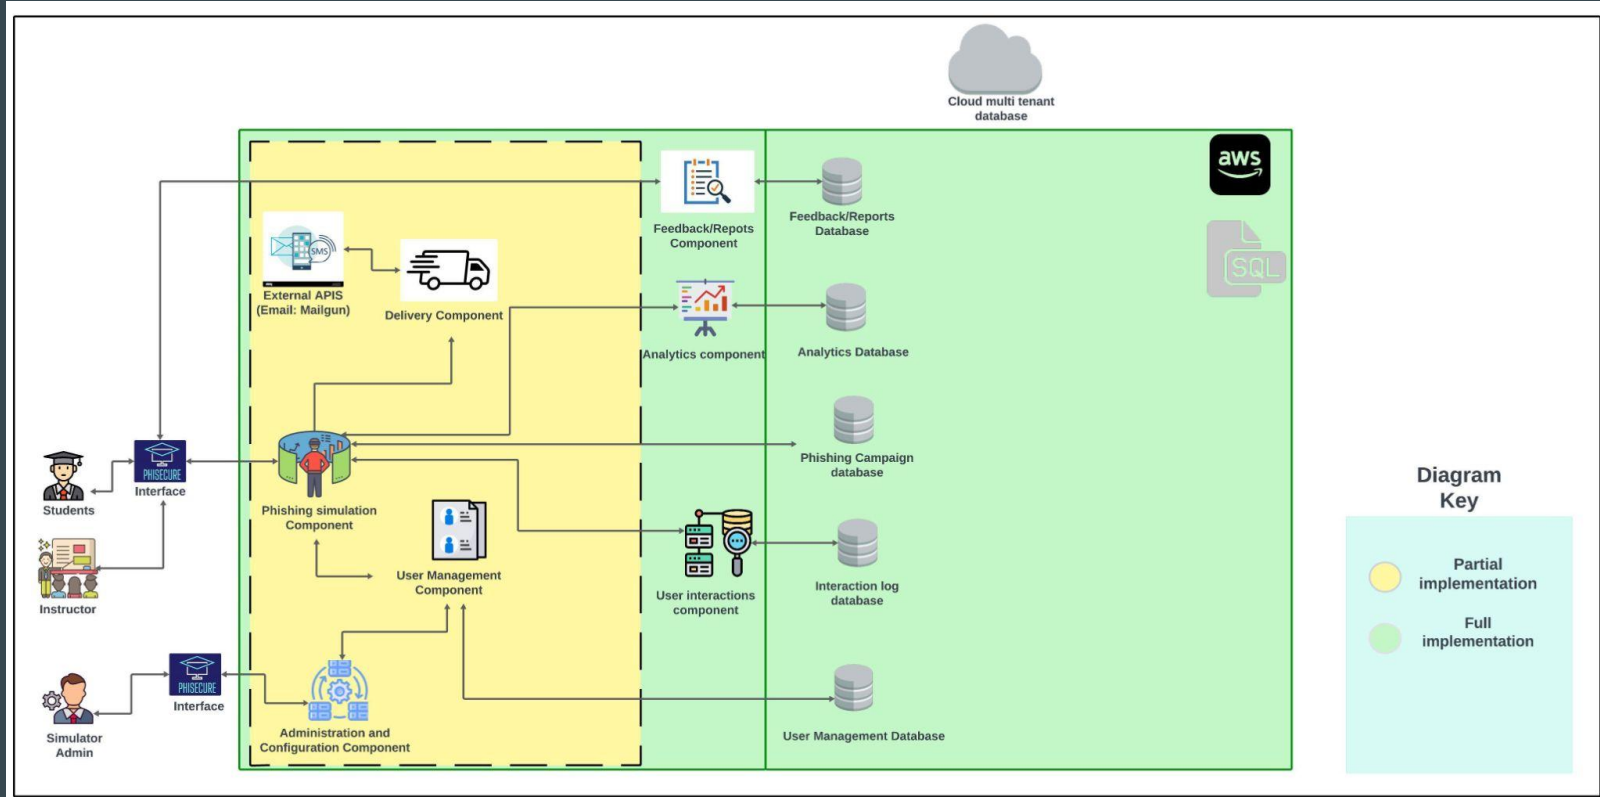 Cloud multi tenant
database
aws
SQL
Feedback/Repots
Component
Feedback/Reports
Database
SMS
External APIS
(Email: Mailgun)
Delivery Component
Analytics component
Analytics Database
Phishing Campaign
database
PHISECURE
Interface
Students
Phishing simulation
Component
Instructor
User Management
Component
User interactions
component
Interaction log
database
PHISECURE
Interface
Simulator
Admin
Administration and
Configuration Component
User Management Database
Diagram
Key
Partial
implementation
Full
implementation